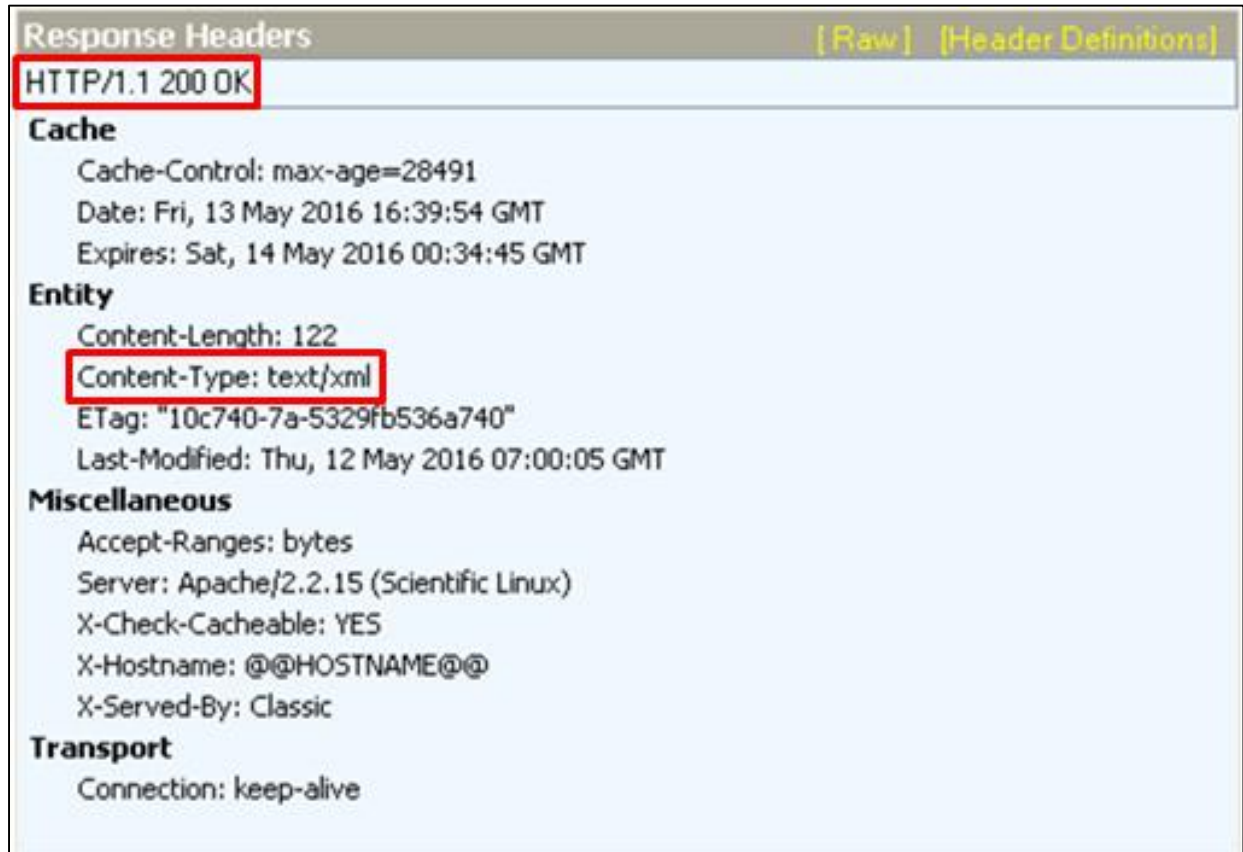 Response Headers [ Raw ] [Header Definitions]
HTTP/1.1 200 OK
Cache
Cache-Control: max-age=28491
Date: Fri, 13 May 2016 16:39:54 GMT
Expires: Sat, 14 May 2016 00:34:45 GMT
Entity
Content-Length: 122
Content-Type: text/xml
ETag: "10c740-7a-5329fb536a740"
Last-Modified: Thu, 12 May 2016 07:00:05 GMT
Miscellaneous
Accept-Ranges: bytes
Server: Apache/2.2.15 (Scientific Linux)
X-Check-Cacheable: YES
X-Hostname: @@HOSTNAME@@
X-Served-By: Classic
Transport
Connection: keep-alive